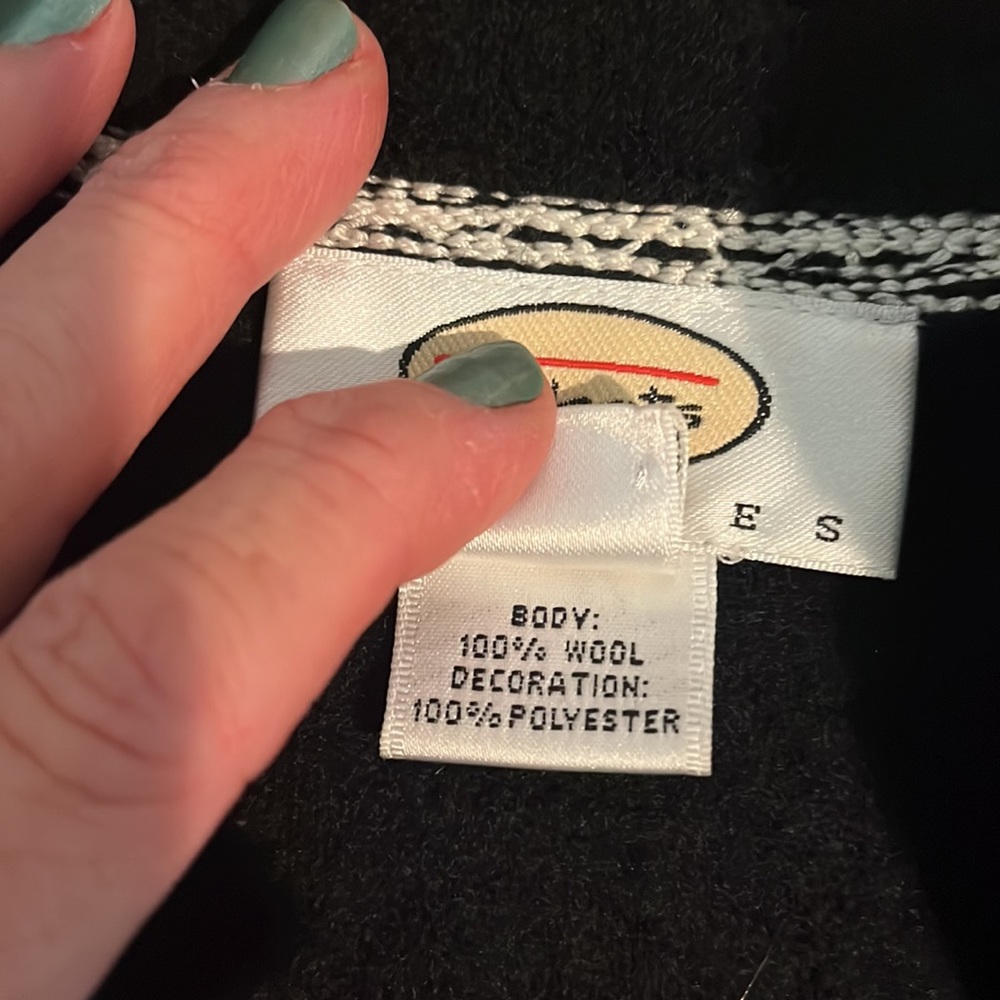 E S
BODY:
100% WOOL
DECORATION:
100% POLYESTER